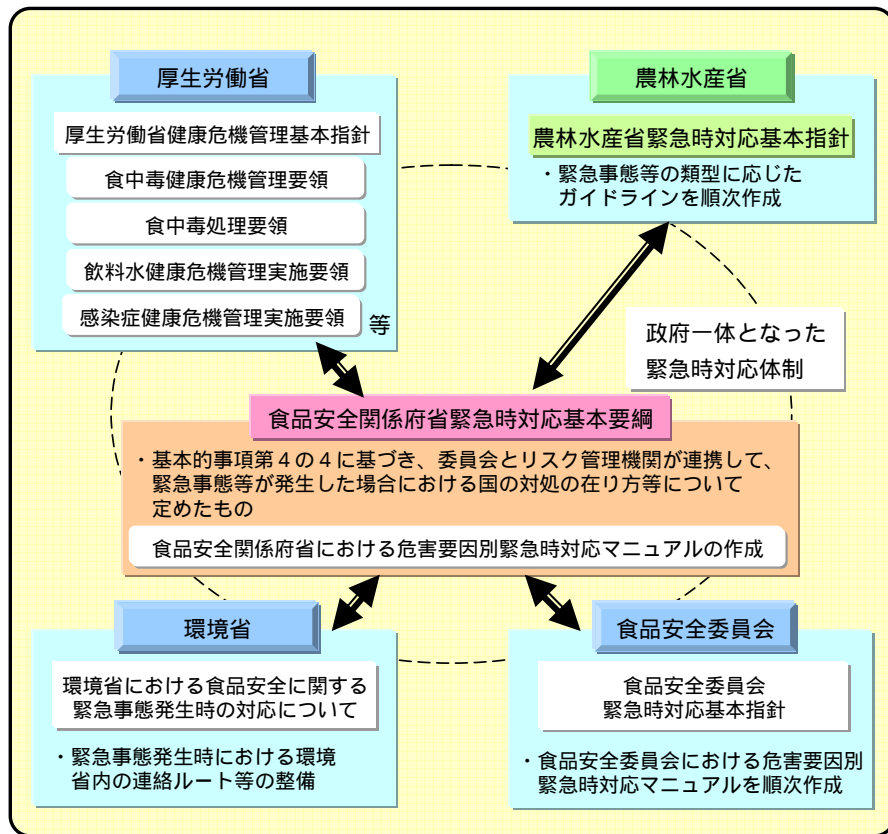 厚生労働省
厚生労働省健康危機管理基本指針
食中毒健康危機管理要領
食中毒処理要領
飲料水健康危機管理実施要領
感染症健康危機管理実施要領
等
農林水産省
農林水産省緊急時対応基本指針
・緊急事態等の類型に応じた
ガイドラインを順次作成
政府一体となった
緊急時対応体制
食品安全関係府省緊急時対応基本要綱
・基本的事項第４の４に基づき、委員会とリスク管理機関が連携して、
緊急事態等が発生した場合における国の対処の在り方等について
定めたもの
食品安全関係府省における危害要因別緊急時対応マニュアルの作成
環境省
環境省における食品安全に関する
緊急事態発生時の対応について
・緊急事態発生時における環境
省内の連絡ルート等の整備
食品安全委員会
食品安全委員会
緊急時対応基本指針
・食品安全委員会における危害要因別
緊急時対応マニュアルを順次作成